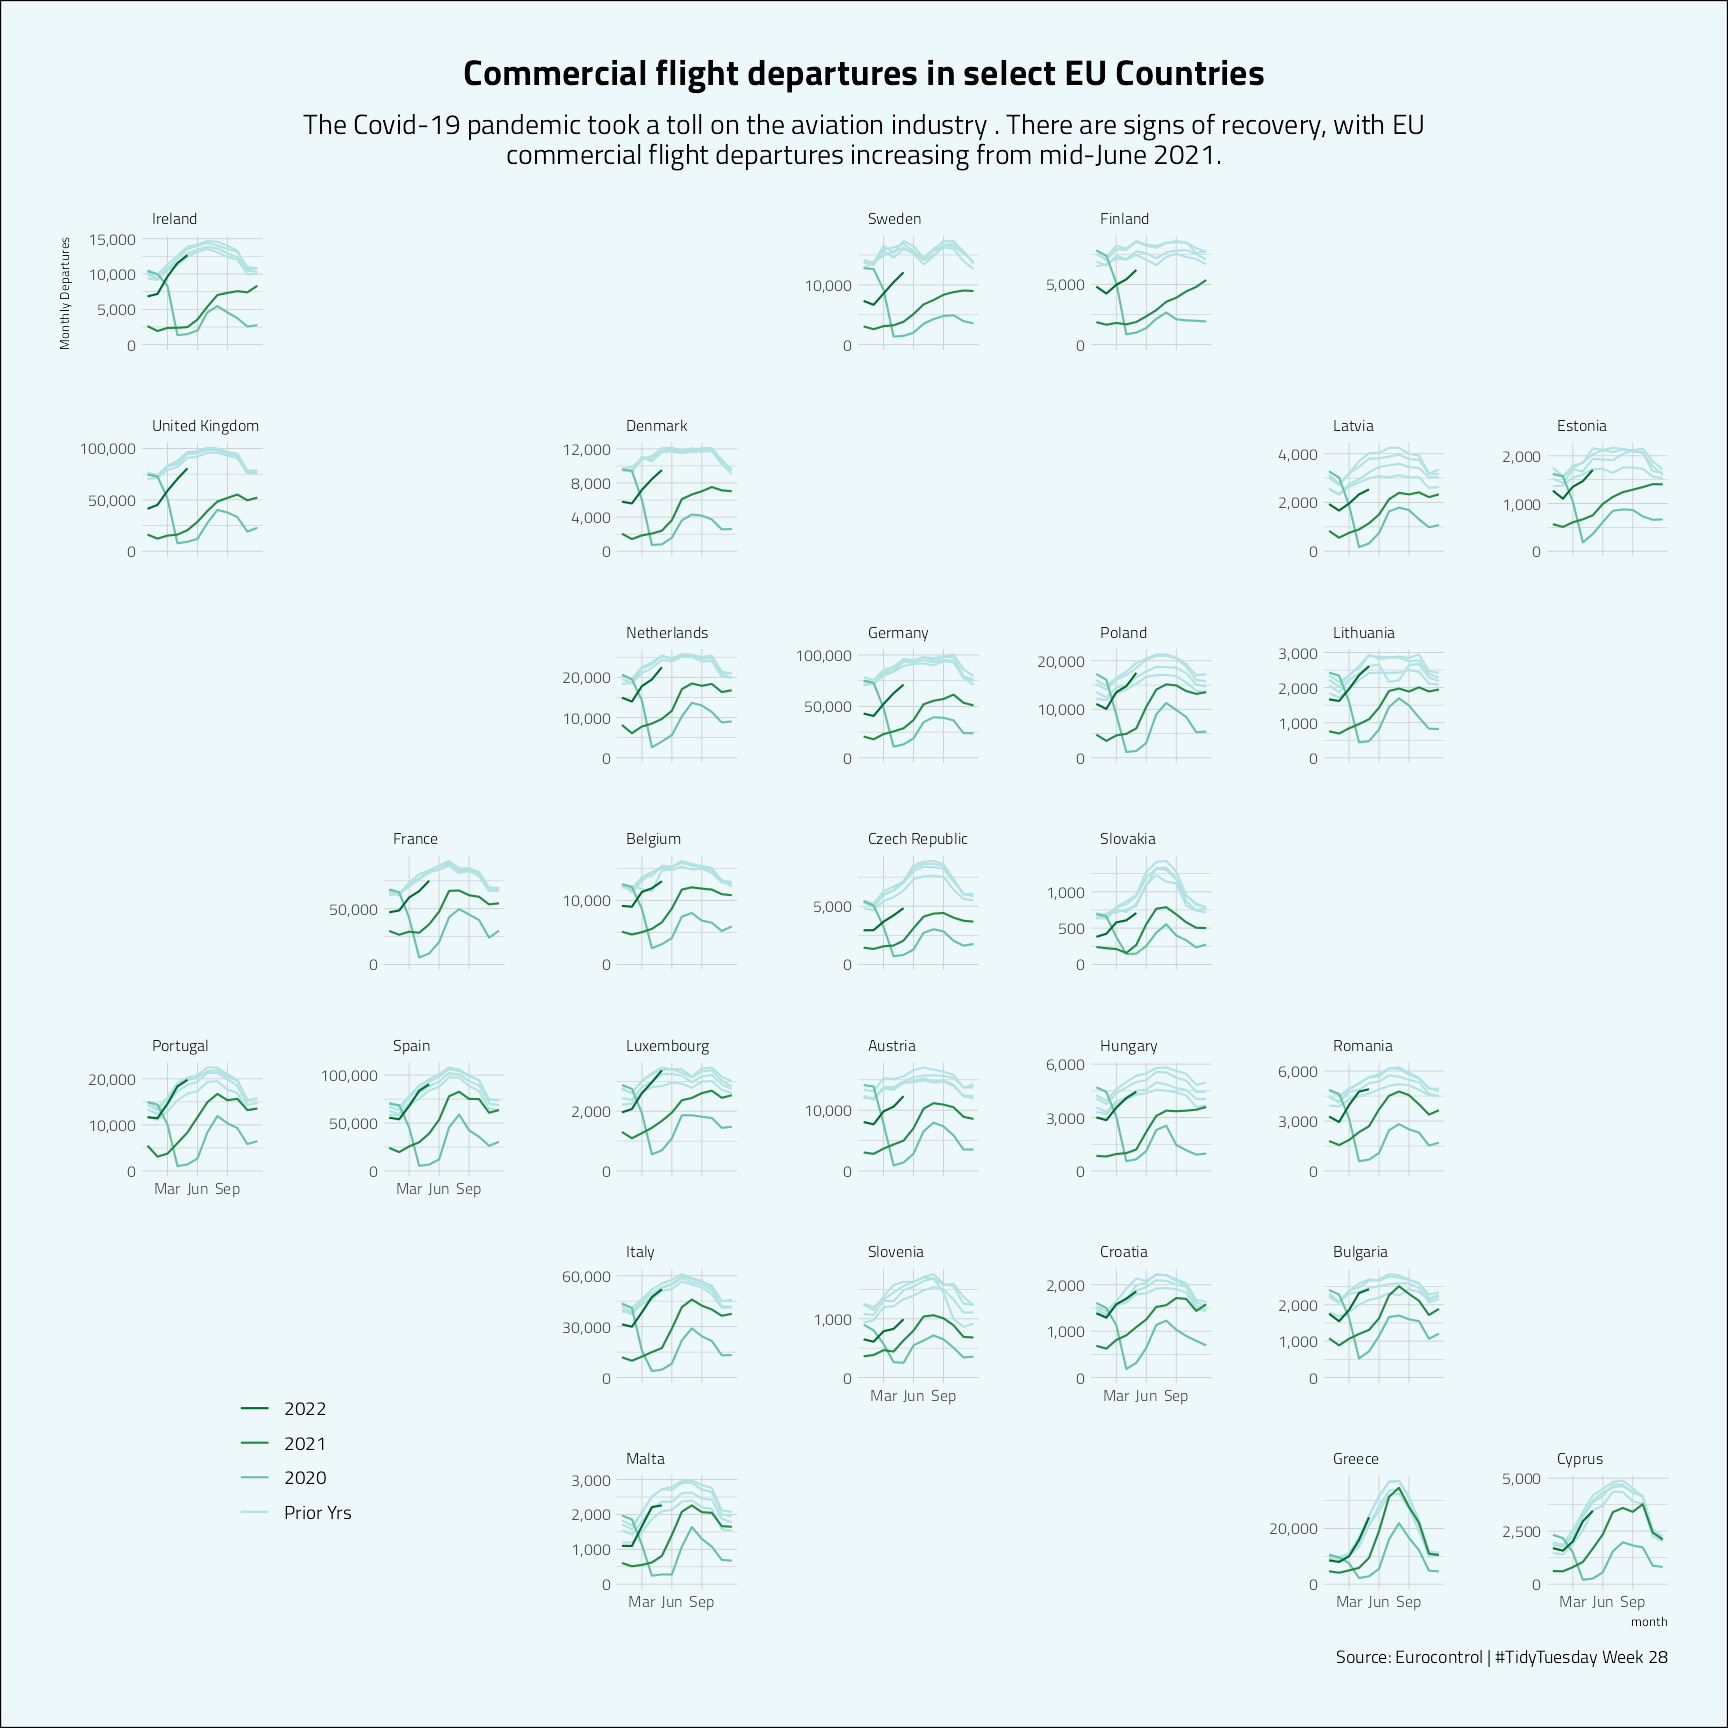 Commercial flight departures in select EU Countries
The Covid-19 pandemic took a toll on the aviation industry . There are signs of recovery, with EU
commercial flight departures increasing from mid-June 2021.
Monthly Departures
Ireland
15,000
10,000
5,000
0
Sweden
10,000
0
Finland
5,000
0
United Kingdom
100,000
50,000
0
Denmark
12,000
8,000
4,000
0
Latvia
4,000
2,000
0
Estonia
2,000
1,000
0
Netherlands
20,000
10,000
0
Germany
100,000
50,000
0
Poland
20,000
10,000
0
Lithuania
3,000
2,000
1,000
0
France
50,000
0
Belgium
10,000
0
Czech Republic
5,000
0
Slovakia
1,000
500
0
Portugal
20,000
10,000
0
Mar Jun Sep
Spain
100,000
50,000
0
Mar Jun Sep
Luxembourg
2,000
0
Austria
10,000
0
Hungary
6,000
3,000
0
Romania
6,000
3,000
0
Italy
60,000
30,000
0
Slovenia
1,000
0
Mar Jun Sep
Croatia
2,000
1,000
0
Mar Jun Sep
Bulgaria
2,000
1,000
0
2022
2021
2020
Prior Yrs
Malta
3,000
2,000
1,000
0
Mar Jun Sep
Greece
20,000
0
Mar Jun Sep
Cyprus
5,000
2,500
0
Mar Jun Sep
month
Source: Eurocontrol | #TidyTuesday Week 28